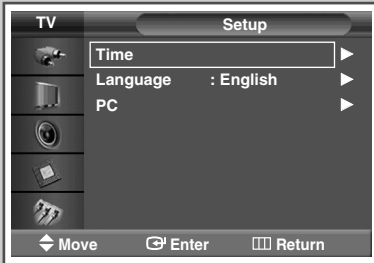 TV Setup
Time
Language : English
PC
Move Enter Return